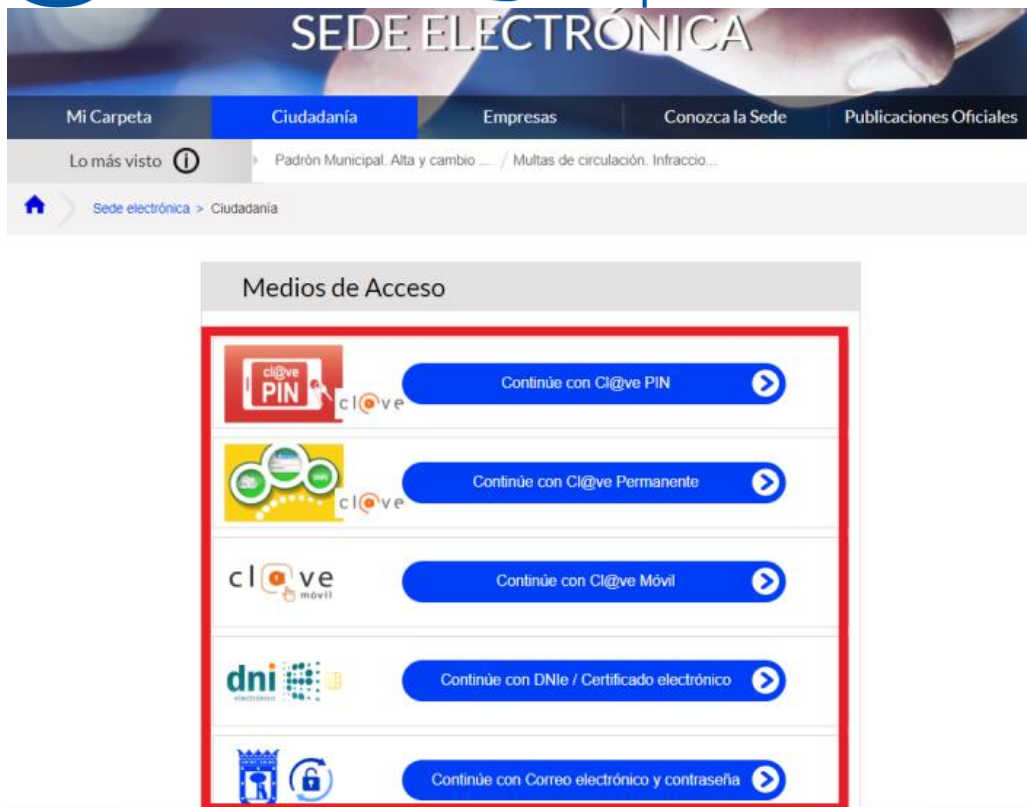 SEDE ELECTRÓNICA
Mi Carpeta Ciudadanía Empresas Conozca la Sede Publicaciones Oficiales
Lo más visto Padrón Municipal. Alta y cambio ... / Multas de circulación. Infraccio...
Sede electrónica > Ciudadanía
Medios de Acceso
cl@ve
PIN
cl@ve
Continúe con Cl@ve PIN
cl@ve
Continúe con Cl@ve Permanente
cl@ve
móvil
Continúe con Cl@ve Móvil
dni
electrónico
Continúe con DNIe / Certificado electrónico
Continúe con Correo electrónico y contraseña